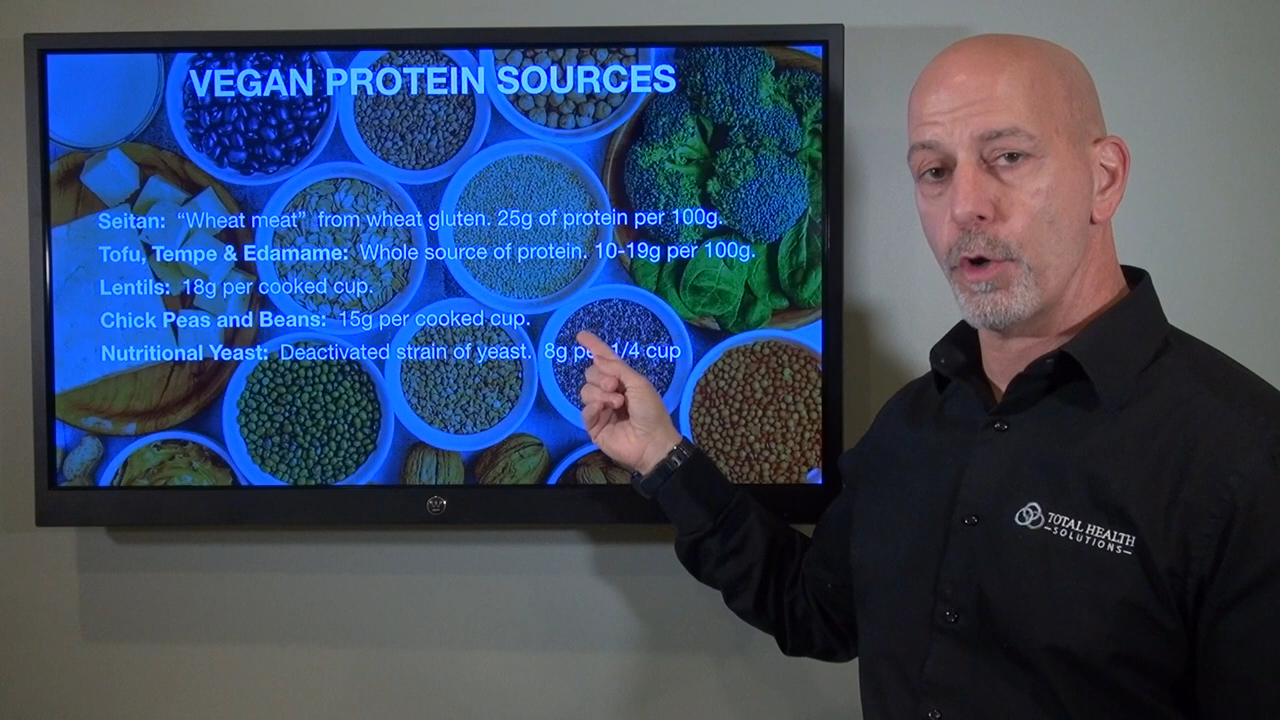 VEGAN PROTEIN SOURCES
Seitan: “Wheat meat” from wheat gluten. 25g of protein per 100g.
Tofu, Tempe & Edamame: Whole source of protein. 10-19g per 100g.
Lentils: 18g per cooked cup.
Chick Peas and Beans: 15g per cooked cup.
Nutritional Yeast: Deactivated strain of yeast. 8g 1/4 cup
TOTAL HEALTH
–SOLUTIONS–